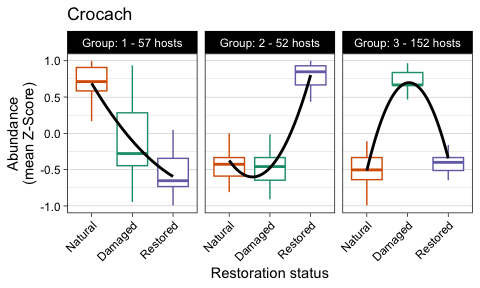 Crocach
Group: 1 - 57 hosts
Group: 2 - 52 hosts
Group: 3 - 152 hosts
Abundance
(mean Z-Score)
1.0
0.5
0.0
-0.5
-1.0
Natural
Damaged
Restored
Natural
Damaged
Restored
Natural
Damaged
Restored
Restoration status